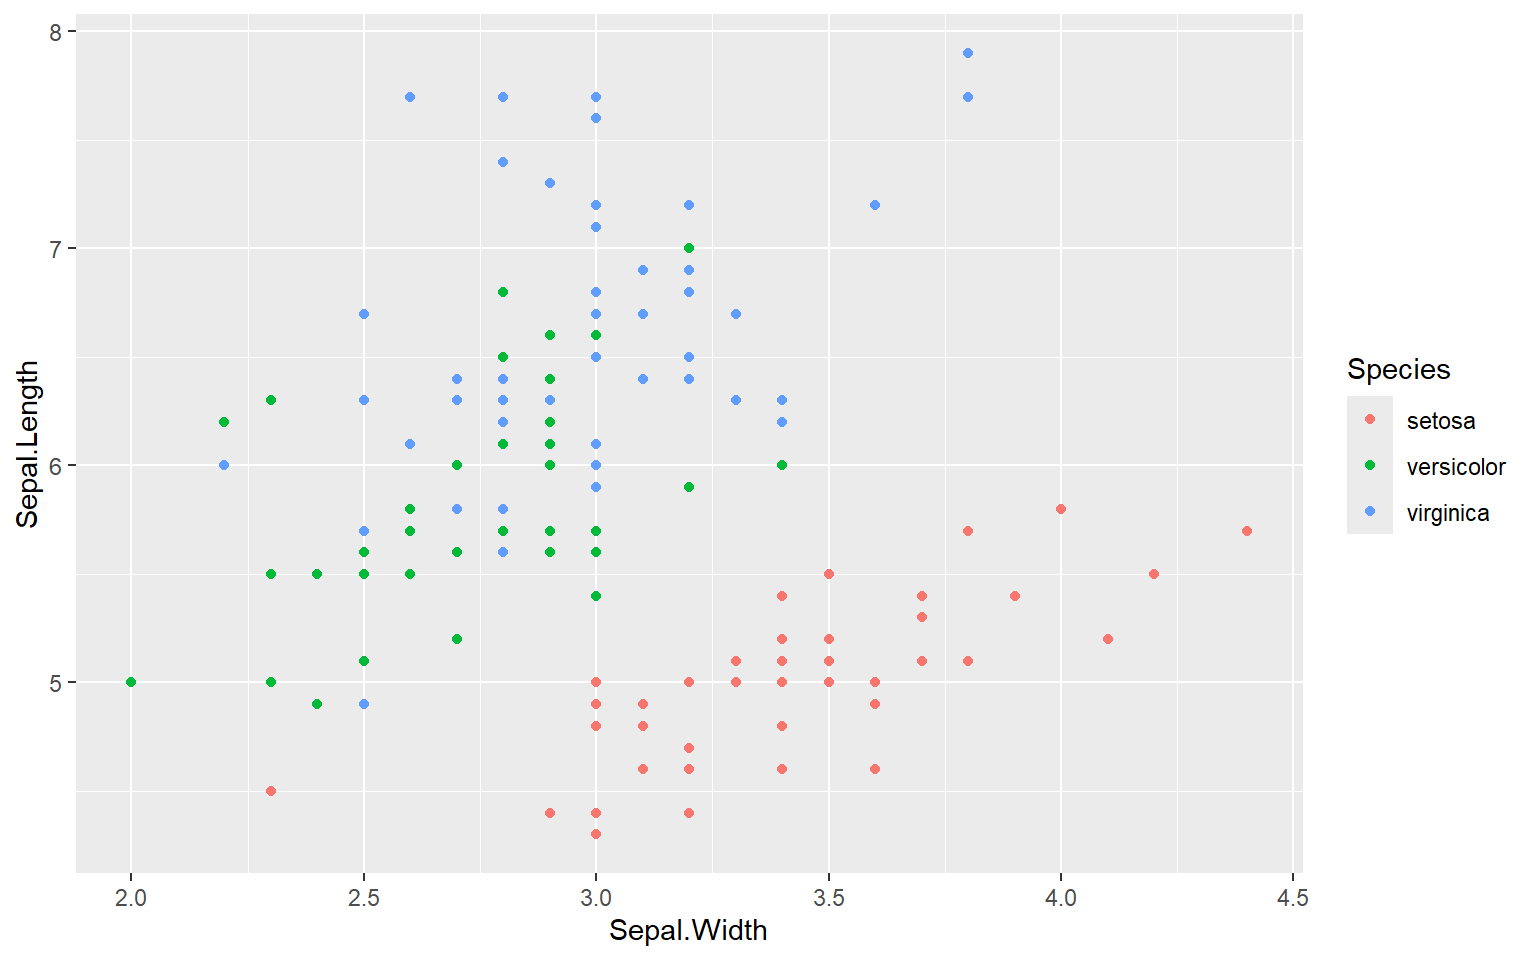 8
7
6
5
Sepal.Length
2.0 2.5 3.0 3.5 4.0 4.5
Sepal.Width
Species
setosa
versicolor
virginica